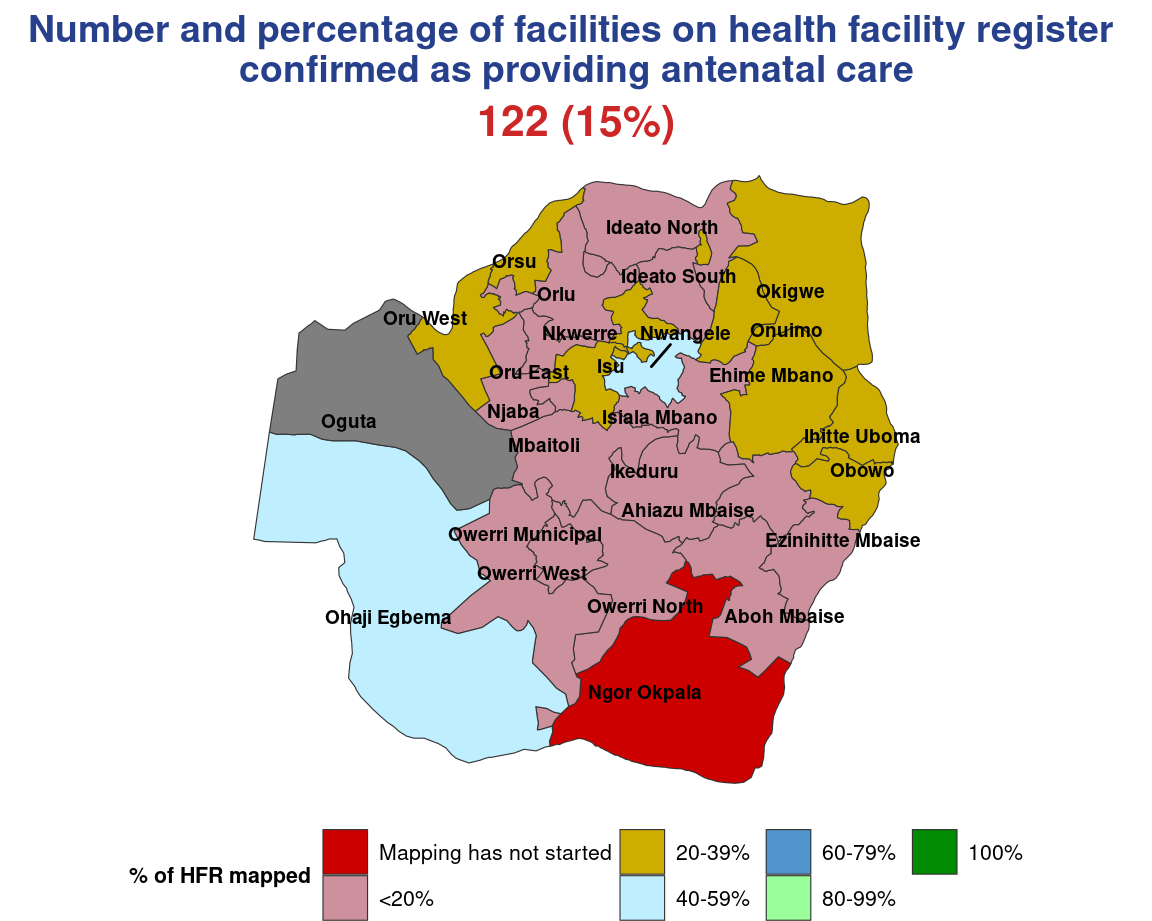 Number and percentage of facilities on health facility register
confirmed as providing antenatal care
122 (15%)
Ideato North
Orsu
Ideato South
Orlu
Okigwe
Oru West
Nkwerre
Nwangele
Onuimo
Isu
Oru East
Ehime Mbano
Njaba
Isiala Mbano
Oguta
Mbaitoli
Ihitte Uboma
Ikeduru
Obowo
Ahiazu Mbaise
Owerri Municipal
Ezinihitte Mbaise
Owerri West
Owerri North
Ohaji Egbema
Aboh Mbaise
Ngor Okpala
% of HFR mapped
Mapping has not started
<20%
20-39%
40-59%
60-79%
80-99%
100%